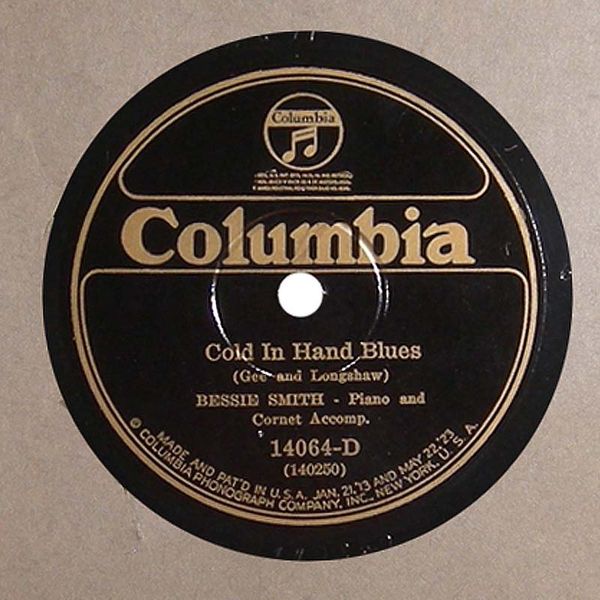 Columbia
Columbia
Cold In Hand Blues
(Gee and Longshaw)
BESSIE SMITH - Piano and
Cornet Accomp.
14064-D
(140250)
MADE AND PAT'D IN U.S.A. JAN. 21,'13 AND MAY 22,'23
© COLUMBIA PHONOGRAPH COMPANY, INC., NEW YORK, U.S.A.